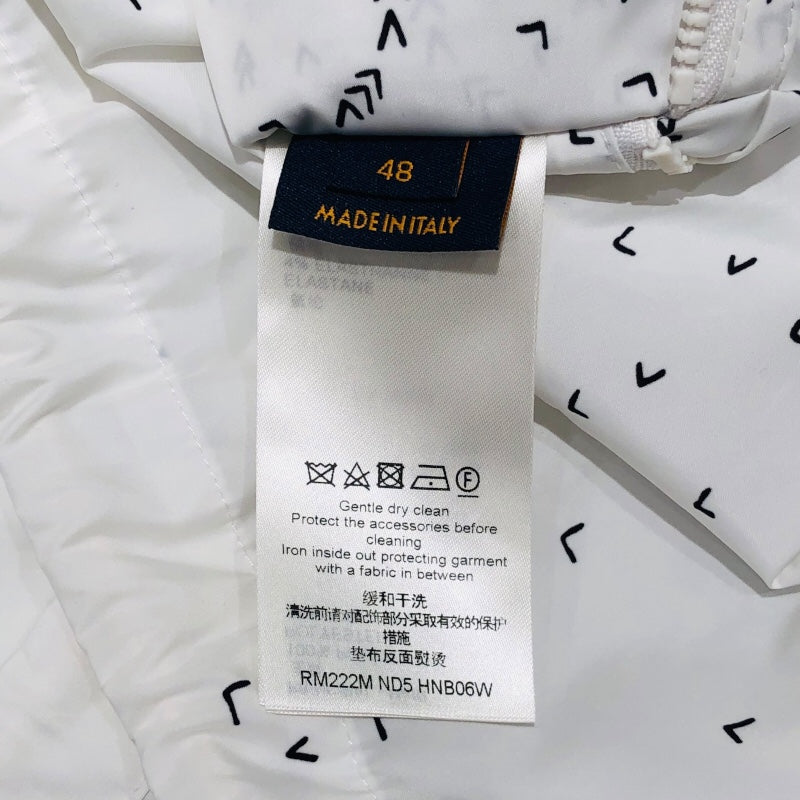 48
MADE IN ITALY
ELASTANE
Gentle dry clean
Protect the accessories before
cleaning
Iron inside out protecting garment
with a fabric in between
缓和干洗
清洗前请对配饰部分采取有效的保护
措施
垫布反面熨烫
RM222M ND5 HNB06W